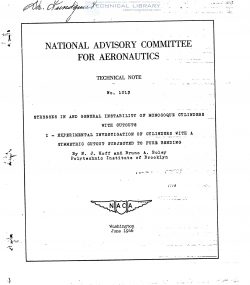 Dr. Lundquist
TECHNICAL LIBRARY
NATIONAL ADVISORY COMMITTEE
FOR AERONAUTICS
TECHNICAL NOTE
No. 1013
STRESSES IN AND GENERAL INSTABILITY OF MONOCOQUE CYLINDERS
WITH CUTOUTS
I - EXPERIMENTAL INVESTIGATION OF CYLINDERS WITH A
SYMMETRIC CUTOUT SUBJECTED TO PURE BENDING
By N. J. Hoff and Bruno A. Boley
Polytechnic Institute of Brooklyn
NACA
Washington
June 1946